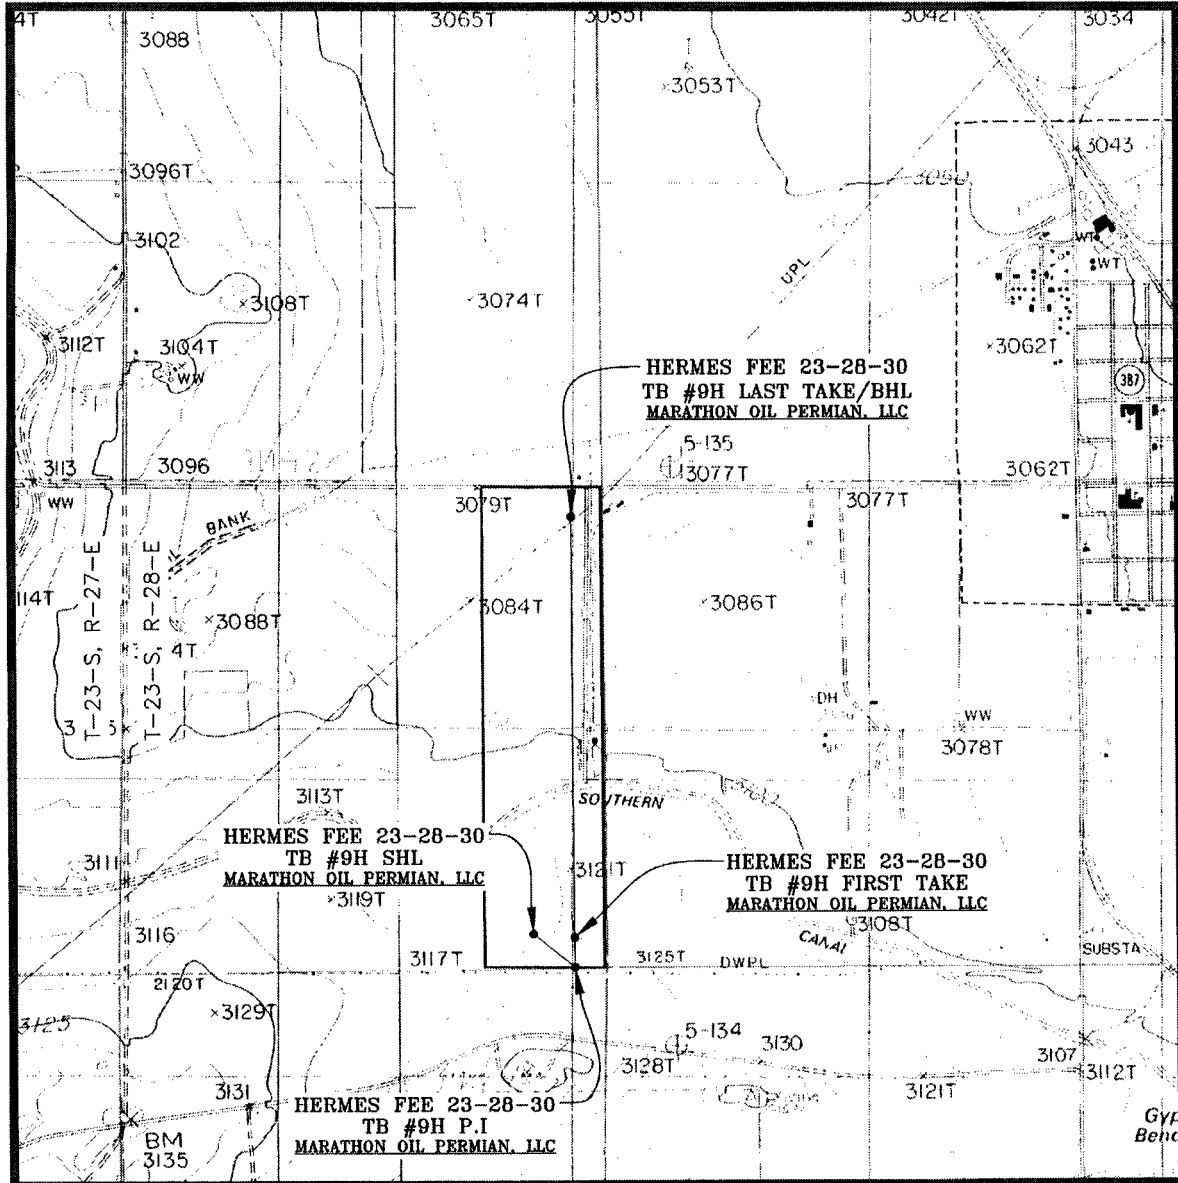 4T
3088
3065T
3055T
3042T
3034
3053T
3043
3096T
3090
3102
WT
WT
UPL
3108T
3074T
3112T
3104T
WW
3062T
HERMES FEE 23-28-30
TB #9H LAST TAKE/BHL
MARATHON OIL PERMIAN, LLC
387
5-135
3113
3096
3077T
3062T
WW
3079T
3077T
BANK
T-23-S, R-27-E
T-23-S, R-28-E
114T
3084T
3086T
3088T
4T
DH
WW
3078T
3113T
SOUTHERN
HERMES FEE 23-28-30
TB #9H SHL
MARATHON OIL PERMIAN, LLC
3111
3121T
HERMES FEE 23-28-30
TB #9H FIRST TAKE
MARATHON OIL PERMIAN, LLC
3119T
3108T
3116
CANAL
3117T
3125T
DWPL
SUBSTA
2120T
3129T
3125
5-134
3130
3128T
3107
3112T
3131
3121T
HERMES FEE 23-28-30
TB #9H P.I
MARATHON OIL PERMIAN, LLC
BM
3135
Gyp
Bend